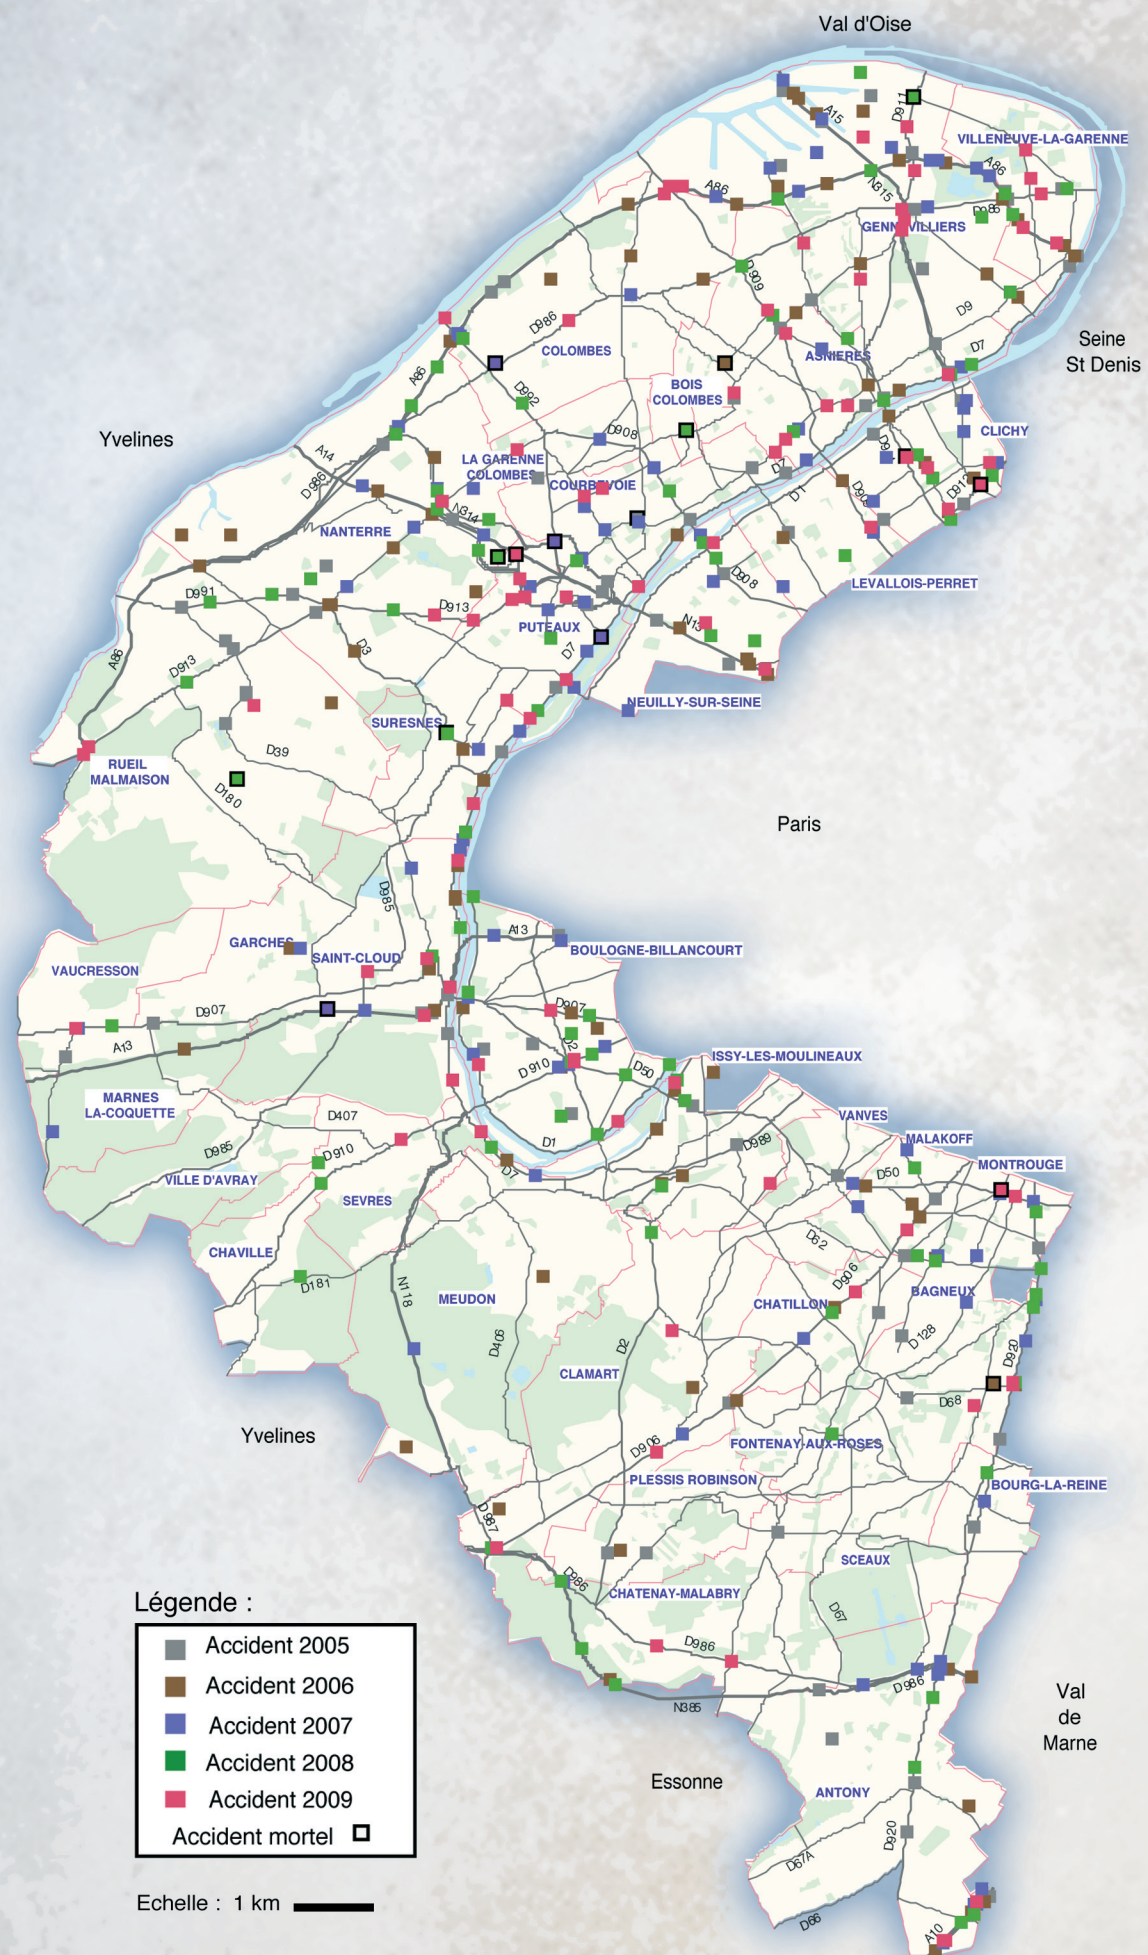 Val d'Oise
D911
A15
VILLENEUVE-LA-GARENNE
A86
A86
N315
D986
GENNEVILLIERS
D909
D9
D986
COLOMBES
ASNIERES
D7
Seine
St Denis
A86
BOIS
COLOMBES
D992
Yvelines
D908
CLICHY
A14
LA GARENNE
COLOMBES
D7
D986
COURBEVOIE
D1
D912
N314
NANTERRE
D991
D908
LEVALLOIS-PERRET
D913
N13
PUTEAUX
D3
D7
A86
D913
NEUILLY-SUR-SEINE
SURESNES
D39
RUEIL
MALMAISON
D180
Paris
D985
A13
GARCHES
BOULOGNE-BILLANCOURT
SAINT-CLOUD
VAUCRESSON
D907
D907
A13
D2
ISSY-LES-MOULINEAUX
D910
D50
MARNES
LA-COQUETTE
D407
VANVES
D1
D989
MALAKOFF
D985
D910
MONTROUGE
D7
D50
VILLE D'AVRAY
SEVRES
D62
CHAVILLE
D906
D181
N118
BAGNEUX
MEUDON
CHATILLON
D128
D406
D2
D920
CLAMART
D68
Yvelines
D906
FONTENAY-AUX-ROSES
PLESSIS ROBINSON
BOURG-LA-REINE
D987
SCEAUX
D986
CHATENAY-MALABRY
D67
D986
D986
N385
Val
de
Marne
Essonne
ANTONY
D920
D67A
D66
A10
Légende :
Accident 2005
Accident 2006
Accident 2007
Accident 2008
Accident 2009
Accident mortel
Echelle : 1 km